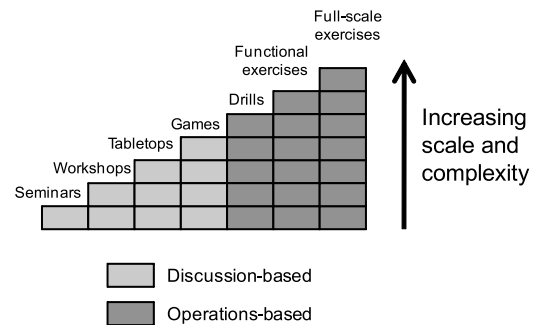 Full-scale
exercises
Functional
exercises
Drills
Games
Tabletops
Workshops
Seminars
Increasing
scale and
complexity
Discussion-based
Operations-based